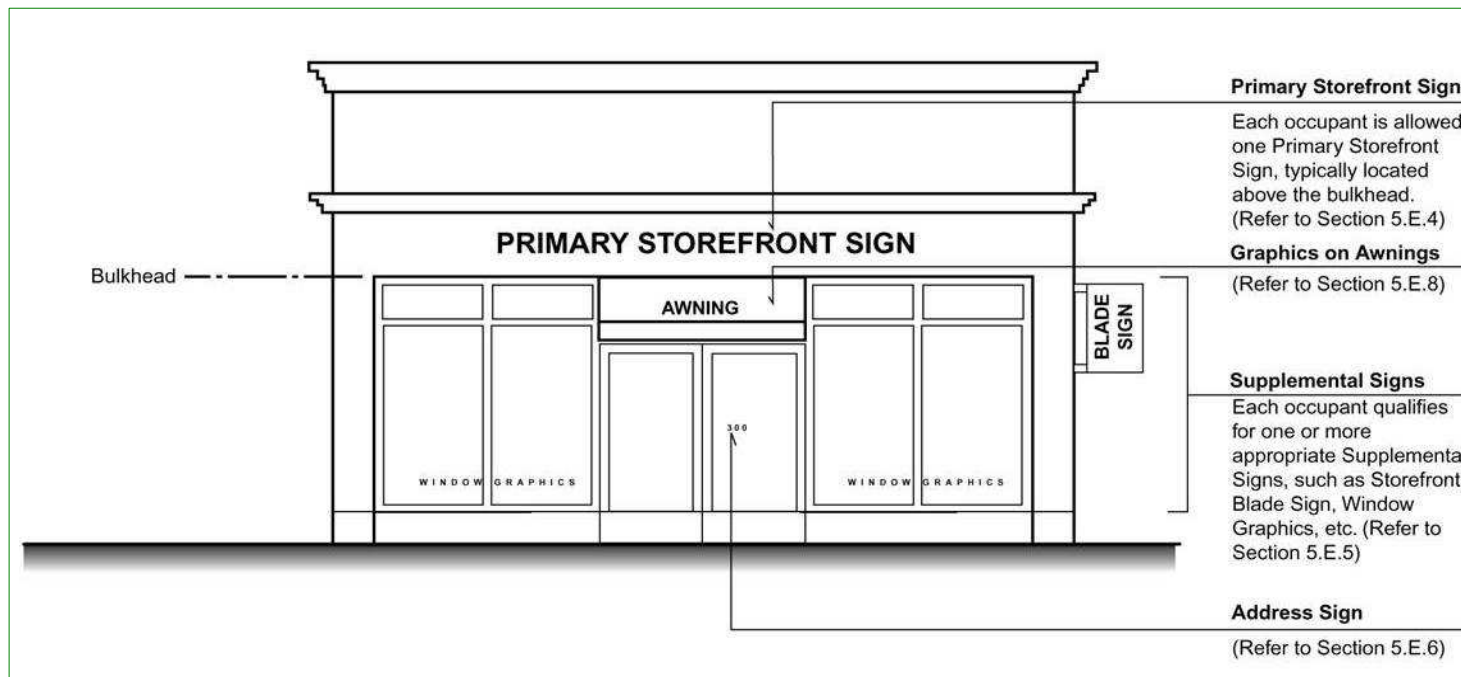 Primary Storefront Sign
Each occupant is allowed
one Primary Storefront
Sign, typically located
above the bulkhead.
(Refer to Section 5.E.4)
PRIMARY STOREFRONT SIGN
Graphics on Awnings
(Refer to Section 5.E.8)
Bulkhead
AWNING
BLADE
SIGN
Supplemental Signs
Each occupant qualifies
for one or more
appropriate Supplementa
Signs, such as Storefront
Blade Sign, Window
Graphics, etc. (Refer to
Section 5.E.5)
300
WINDOW GRAPHICS
WINDOW GRAPHICS
Address Sign
(Refer to Section 5.E.6)